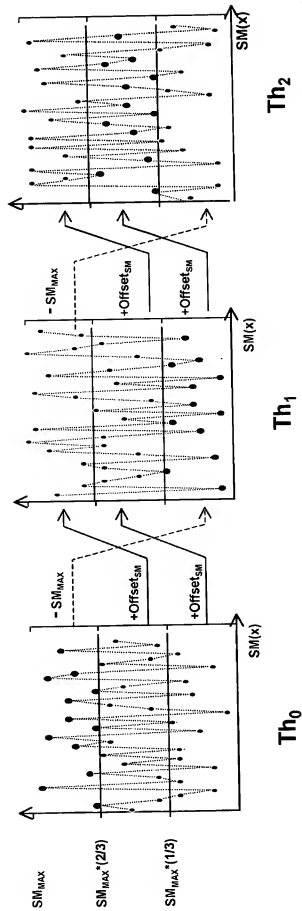 SM_MAX
SM_MAX*(2/3)
SM_MAX*(1/3)
SM(x)
Th₀
- SM_MAX
+Offset_SM
+Offset_SM
SM(x)
Th₁
- SM_MAX
+Offset_SM
+Offset_SM
SM(x)
Th₂